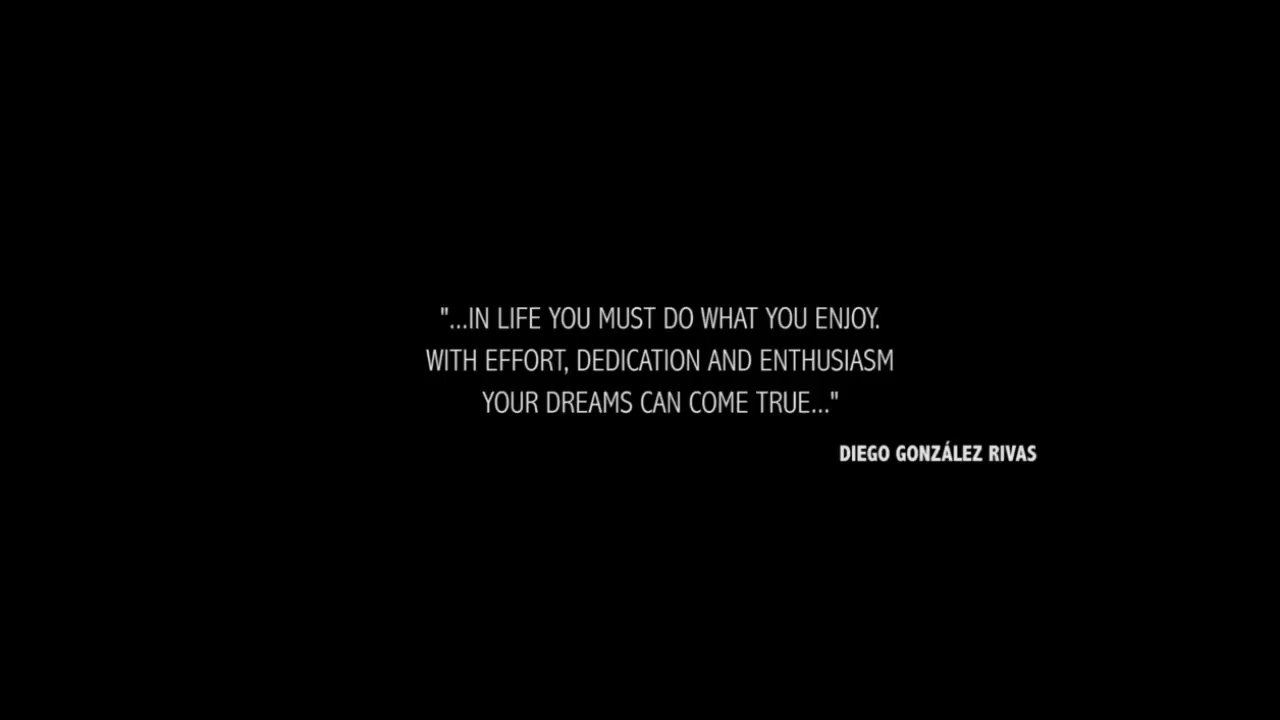 "...IN LIFE YOU MUST DO WHAT YOU ENJOY.
WITH EFFORT, DEDICATION AND ENTHUSIASM
YOUR DREAMS CAN COME TRUE..."
DIEGO GONZÁLEZ RIVAS